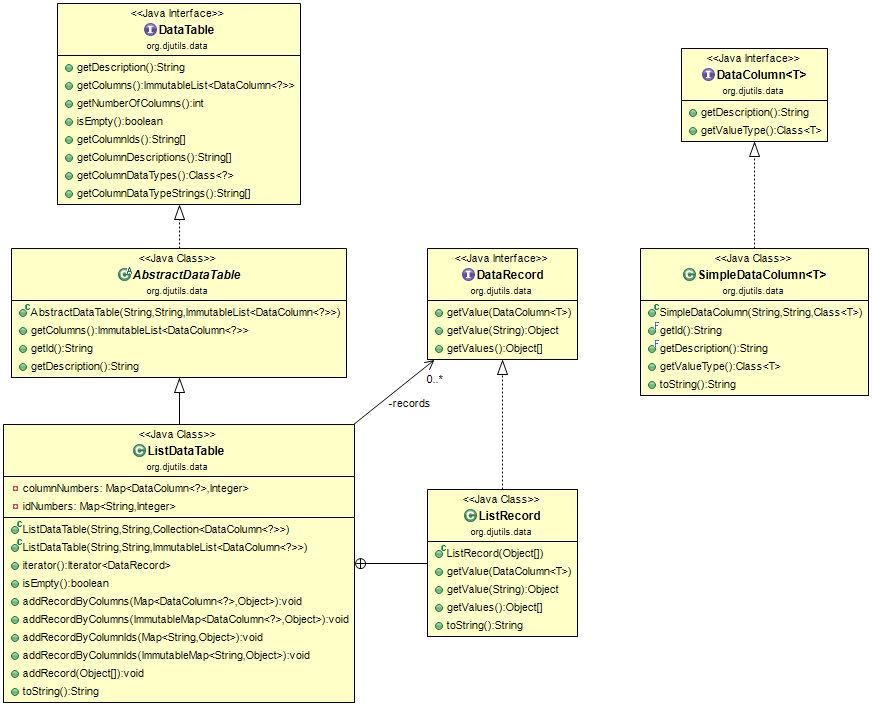 <<Java Interface>>
DataTable
org.djutils.data
getDescription():String
getColumns():ImmutableList<DataColumn<?>>
getNumberOfColumns():int
isEmpty():boolean
getColumnIds():String[]
getColumnDescriptions():String[]
getColumnDataTypes():Class<?>
getColumnDataTypeStrings():String[]
<<Java Interface>>
DataColumn<T>
org.djutils.data
getDescription():String
getValueType():Class<T>
<<Java Class>>
AbstractDataTable
org.djutils.data
AbstractDataTable(String,String,ImmutableList<DataColumn<?>>)
getColumns():ImmutableList<DataColumn<?>>
getId():String
getDescription():String
<<Java Interface>>
DataRecord
org.djutils.data
getValue(DataColumn<T>)
getValue(String):Object
getValues():Object[]
<<Java Class>>
SimpleDataColumn<T>
org.djutils.data
SimpleDataColumn(String,String,Class<T>)
getId():String
getDescription():String
getValueType():Class<T>
toString():String
0..*
-records
<<Java Class>>
ListDataTable
org.djutils.data
columnNumbers: Map<DataColumn<?>,Integer>
idNumbers: Map<String,Integer>
ListDataTable(String,String,Collection<DataColumn<?>>)
ListDataTable(String,String,ImmutableList<DataColumn<?>>)
iterator():Iterator<DataRecord>
isEmpty():boolean
addRecordByColumns(Map<DataColumn<?>,Object>):void
addRecordByColumns(ImmutableMap<DataColumn<?>,Object>):void
addRecordByColumnIds(Map<String,Object>):void
addRecordByColumnIds(ImmutableMap<String,Object>):void
addRecord(Object[]):void
toString():String
<<Java Class>>
ListRecord
org.djutils.data
ListRecord(Object[])
getValue(DataColumn<T>)
getValue(String):Object
getValues():Object[]
toString():String